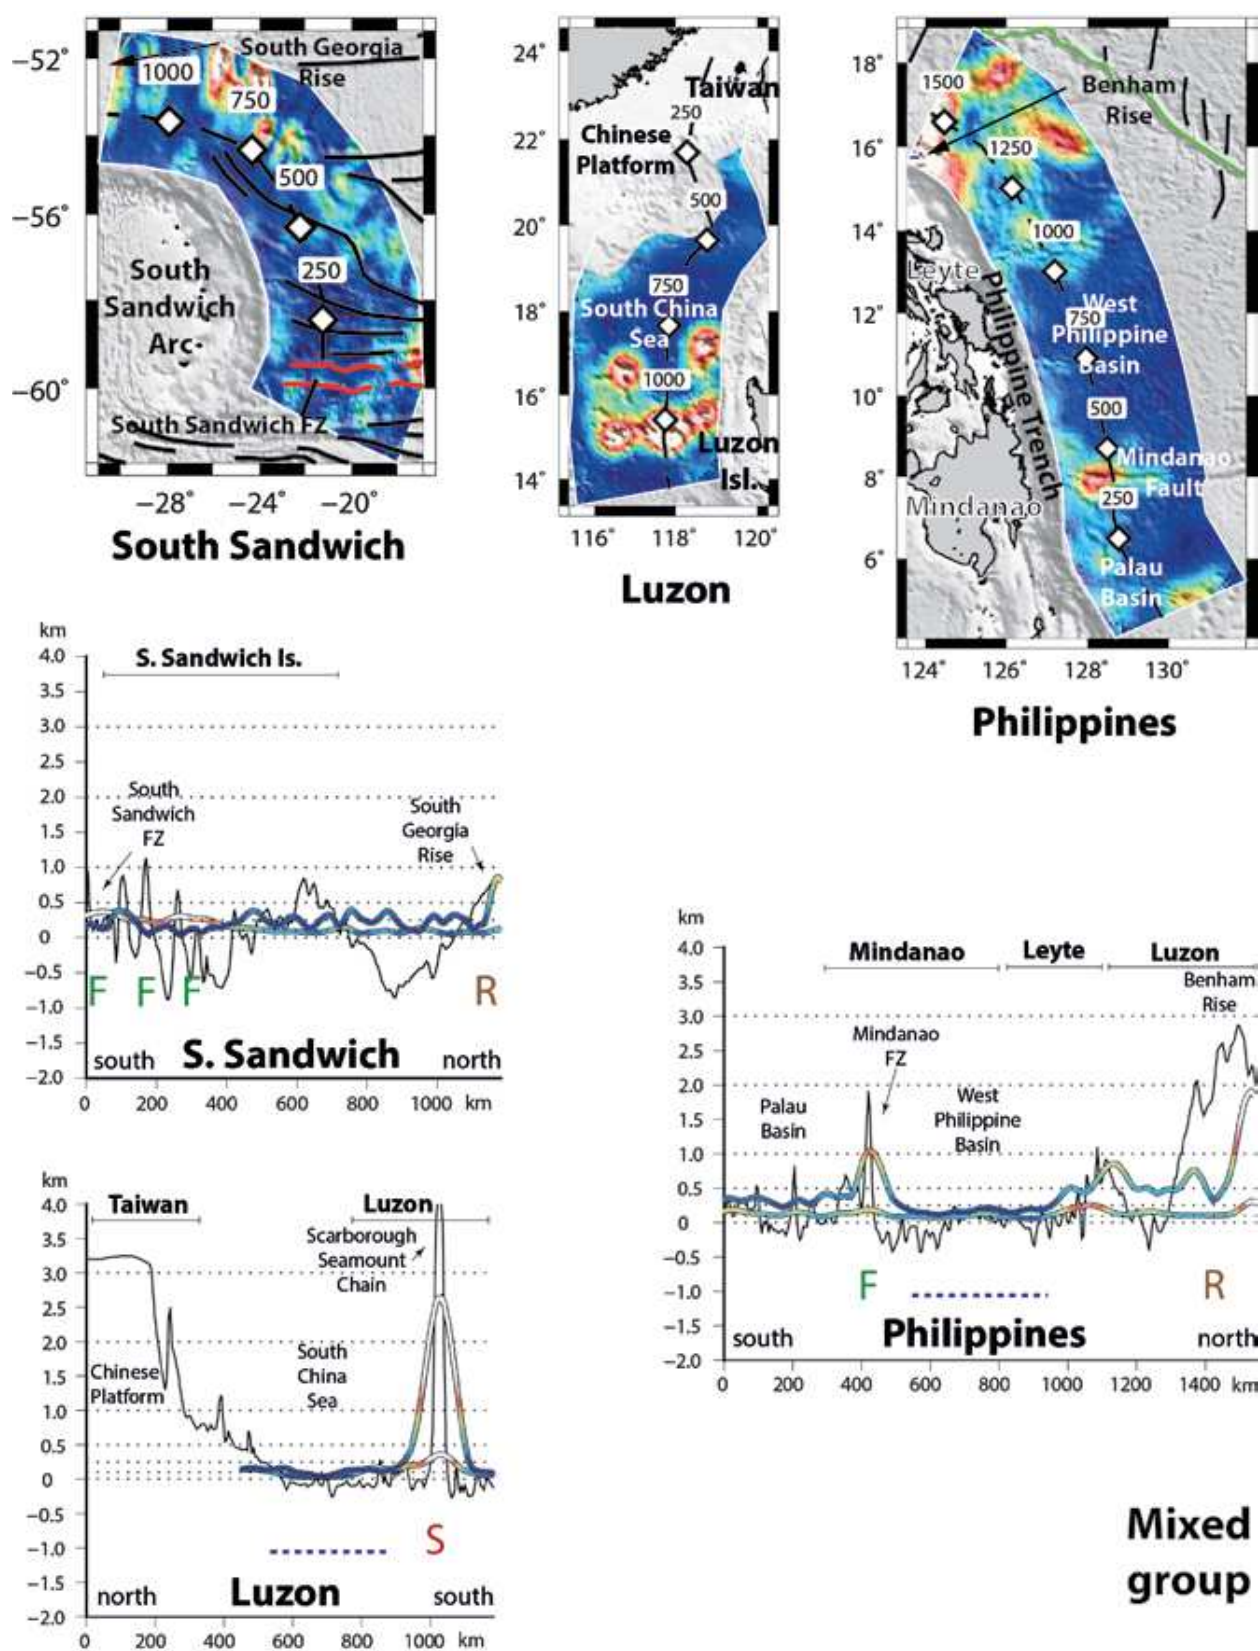 −52°
−56°
−60°
South Georgia
Rise
1000
750
500
250
South
Sandwich
Arc
South Sandwich FZ
−28° −24° −20°
South Sandwich
24°
22°
20°
18°
16°
14°
Taiwan
250
Chinese
Platform
500
750
South China
Sea
1000
Luzon
Isl.
116° 118° 120°
Luzon
18°
16°
14°
12°
10°
8°
6°
1500
Benham
Rise
1250
1000
Leyte
Philippine Trench
West
750
Philippine
Basin
500
Mindanao
Fault
250
Mindanao
Palau
Basin
124° 126° 128° 130°
Philippines
km
4.0
3.5
3.0
2.5
2.0
1.5
1.0
0.5
0
−0.5
−1.0
−1.5
−2.0
S. Sandwich Is.
South
Sandwich
FZ
South
Georgia
Rise
F F F R
south S. Sandwich north
0 200 400 600 800 1000 km
km
4.0
3.5
3.0
2.5
2.0
1.5
1.0
0.5
0
−0.5
−1.0
−1.5
−2.0
Mindanao Leyte Luzon
Benham
Rise
Mindanao
FZ
Palau
Basin
West
Philippine
Basin
F R
south Philippines north
0 200 400 600 800 1000 1200 1400 km
km
4.0
3.5
3.0
2.5
2.0
1.5
1.0
0.5
0
−0.5
−1.0
−1.5
−2.0
Taiwan Luzon
Scarborough
Seamount
Chain
Chinese
Platform
South
China
Sea
S
north Luzon south
0 200 400 600 800 1000 km
Mixed
group